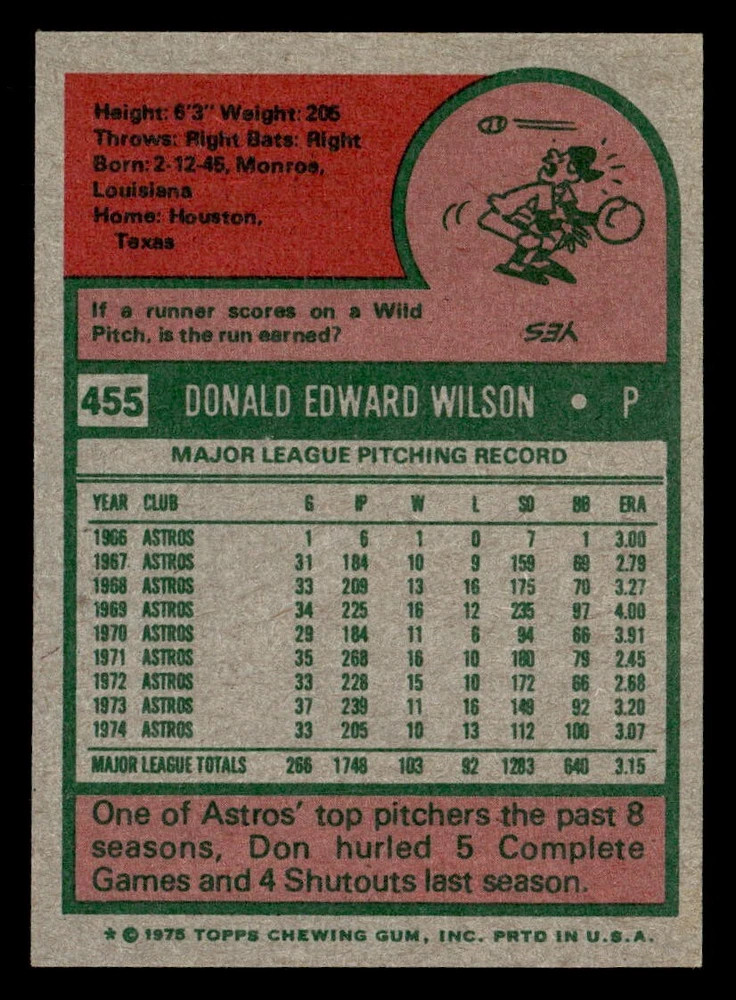 Height: 6'3" Weight: 205
Throws: Right Bats: Right
Born: 2-12-45, Monroe,
Louisiana
Home: Houston,
Texas
If a runner scores on a Wild
Pitch, is the run earned?
YES
455 DONALD EDWARD WILSON • P
MAJOR LEAGUE PITCHING RECORD
YEAR CLUB G IP W L SO BB ERA
1966 ASTROS 1 6 1 0 7 1 3.00
1967 ASTROS 31 184 10 9 159 69 2.79
1968 ASTROS 33 209 13 16 175 70 3.27
1969 ASTROS 34 225 16 12 235 97 4.00
1970 ASTROS 29 184 11 6 94 66 3.91
1971 ASTROS 35 268 16 10 180 79 2.45
1972 ASTROS 33 228 15 10 172 66 2.68
1973 ASTROS 37 239 11 16 149 92 3.20
1974 ASTROS 33 205 10 13 112 100 3.07
MAJOR LEAGUE TOTALS 266 1748 103 92 1283 640 3.15
One of Astros' top pitchers the past 8
seasons, Don hurled 5 Complete
Games and 4 Shutouts last season.
* © 1975 TOPPS CHEWING GUM, INC. PRTD IN U.S.A.